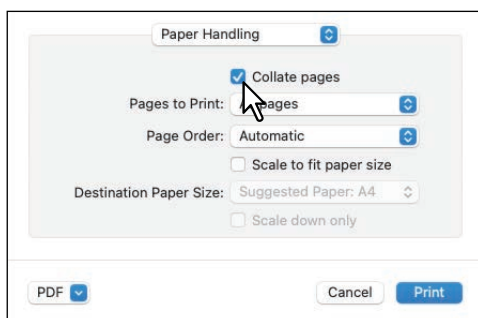 Paper Handling
Collate pages
Pages to Print: pages
Page Order: Automatic
Scale to fit paper size
Destination Paper Size: Suggested Paper: A4
Scale down only
PDF Cancel Print